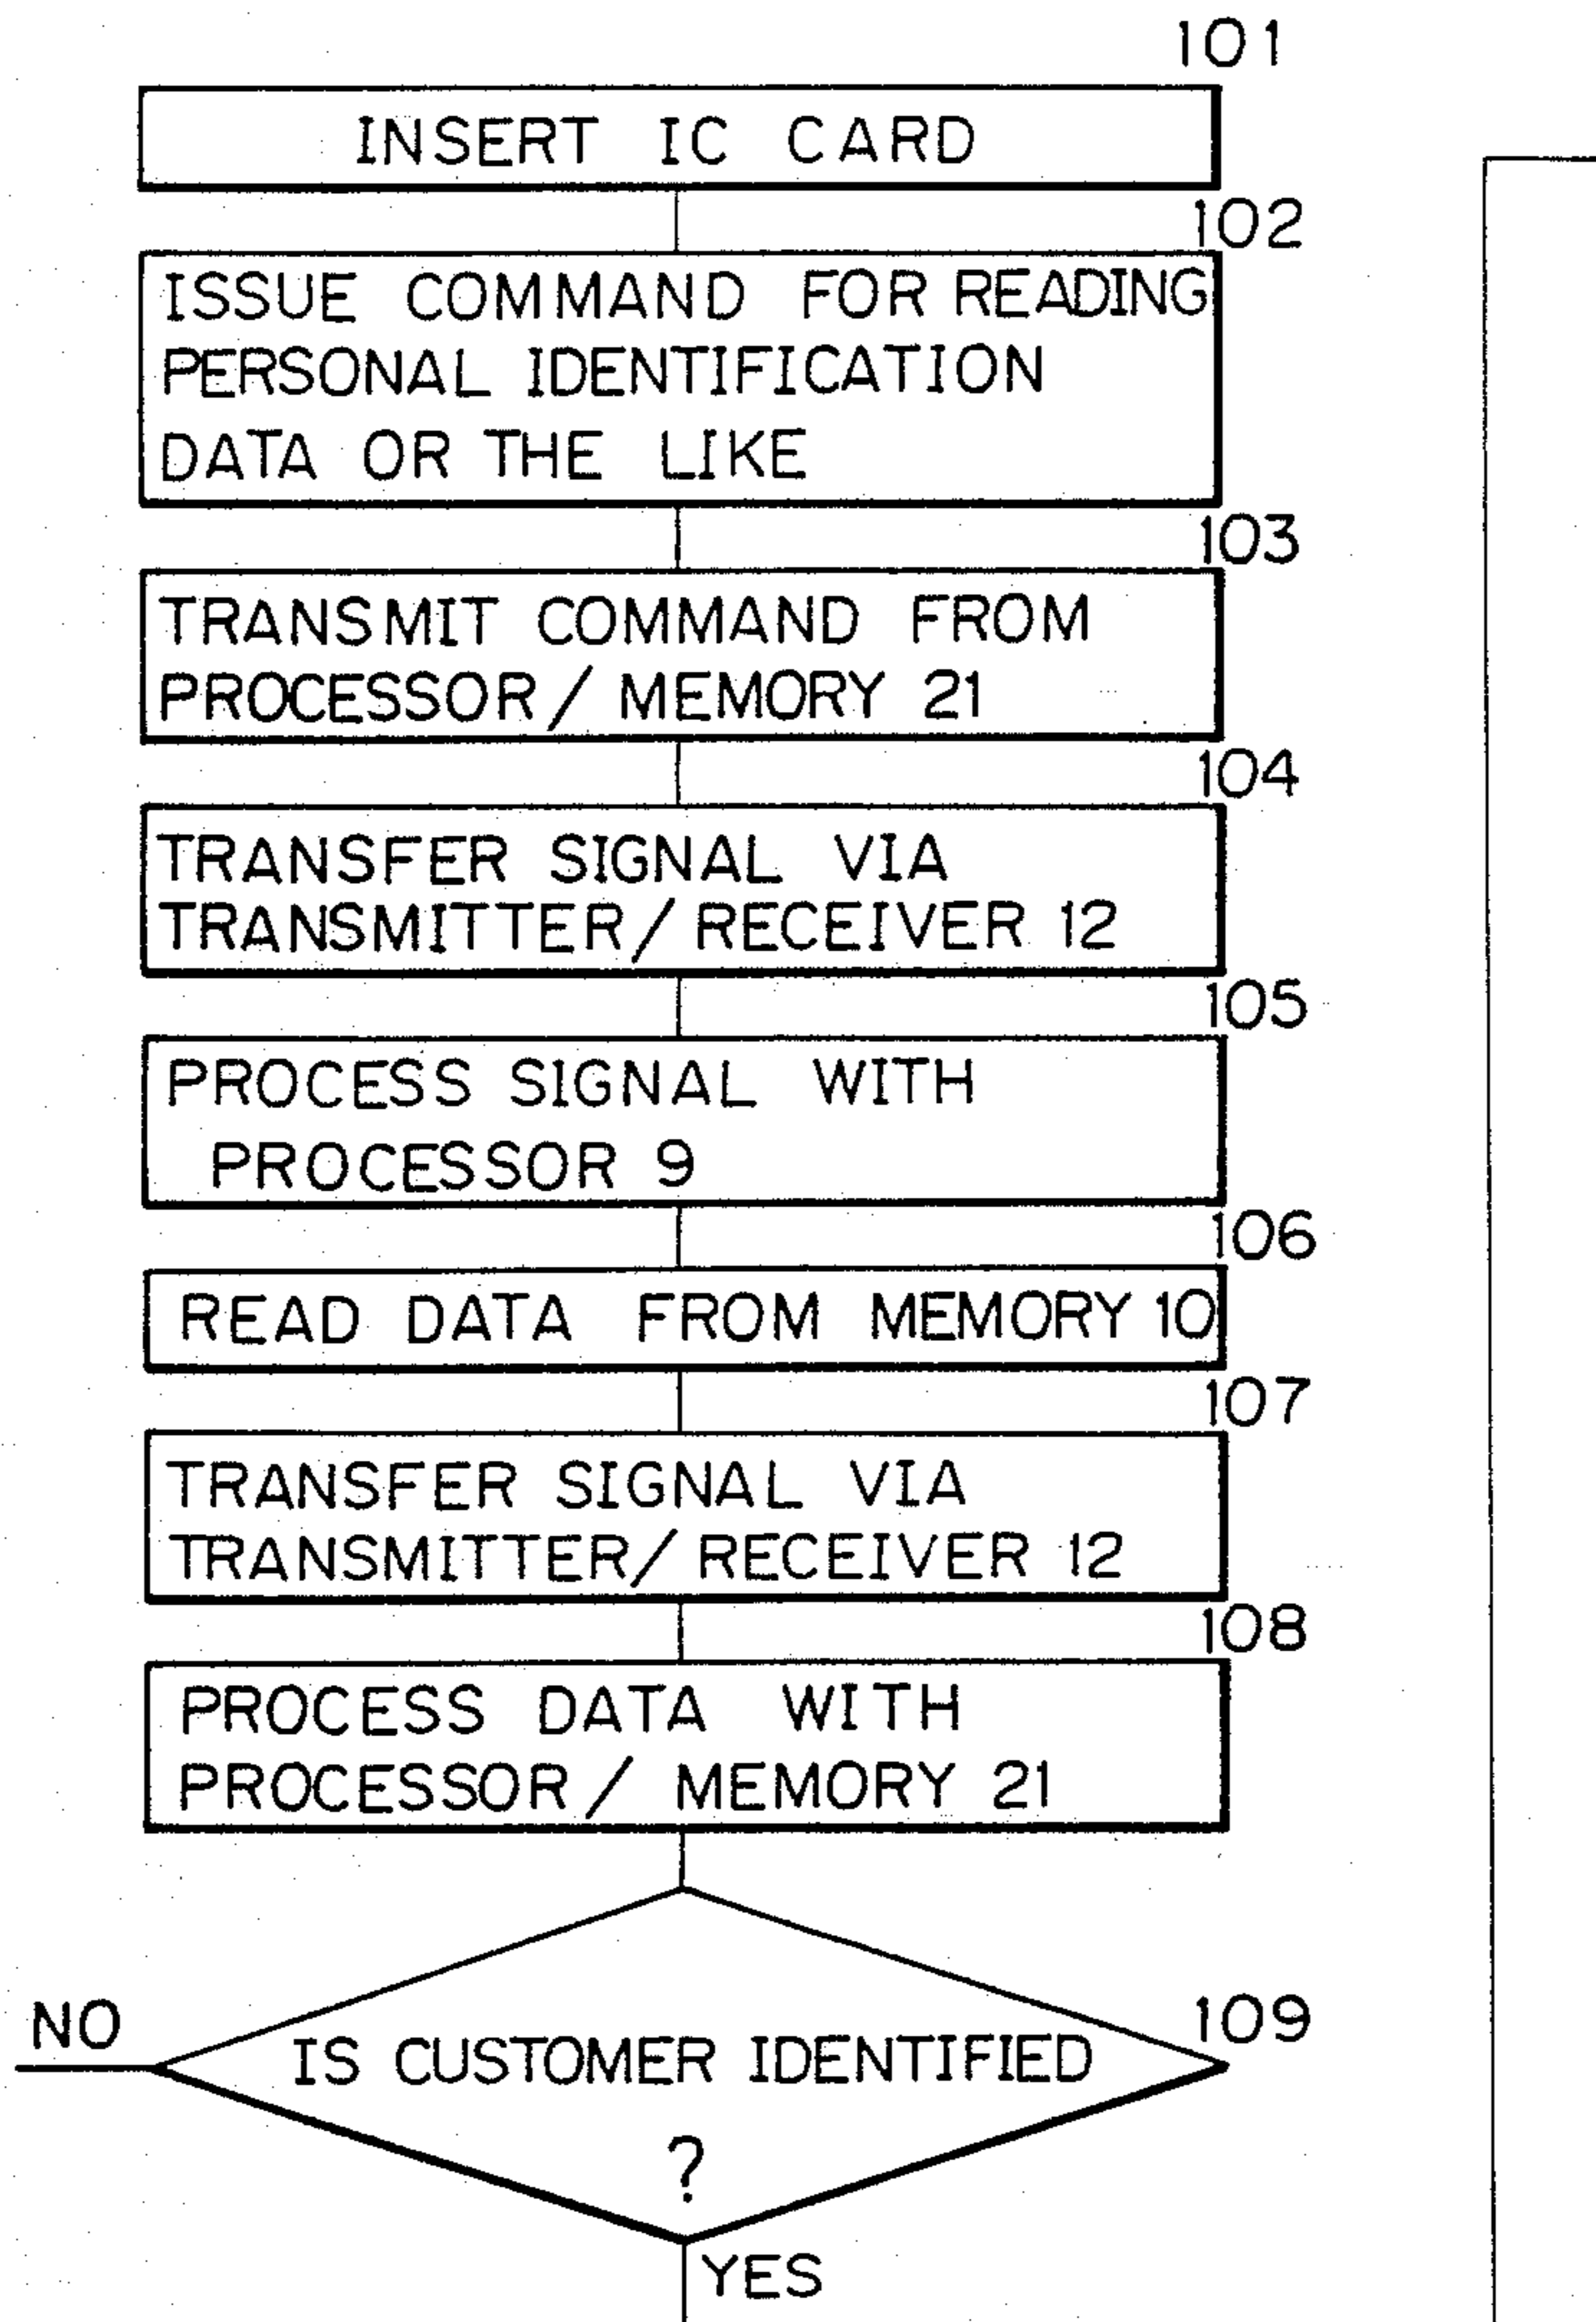 101
INSERT IC CARD
102
ISSUE COMMAND FOR READING
PERSONAL IDENTIFICATION
DATA OR THE LIKE
103
TRANSMIT COMMAND FROM
PROCESSOR/MEMORY 21
104
TRANSFER SIGNAL VIA
TRANSMITTER/RECEIVER 12
105
PROCESS SIGNAL WITH
PROCESSOR 9
106
READ DATA FROM MEMORY 10
107
TRANSFER SIGNAL VIA
TRANSMITTER/RECEIVER 12
108
PROCESS DATA WITH
PROCESSOR/MEMORY 21
109
NO
IS CUSTOMER IDENTIFIED
?
YES